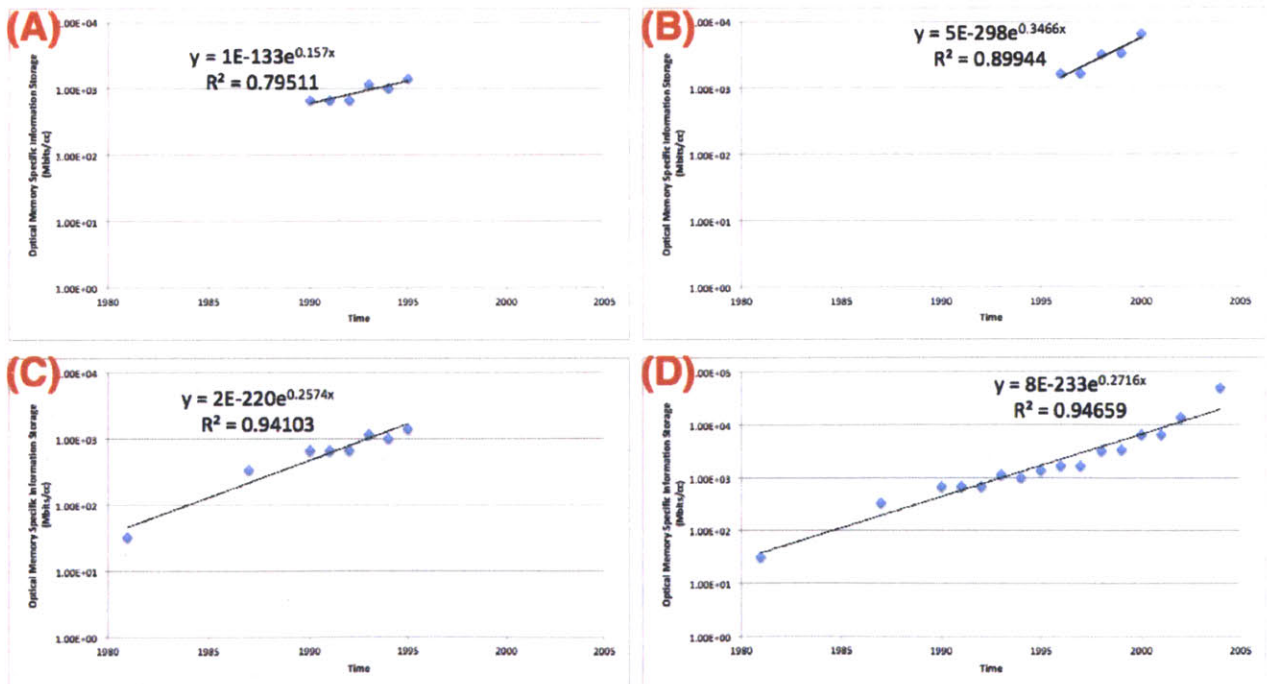 (A)
y = 1E-133e^0.157x
R² = 0.79511
Optical Memory Specific Information Storage
(Mbits/cc)
1.00E+04
1.00E+03
1.00E+02
1.00E+01
1.00E+00
1980 1985 1990 1995 2000 2005
Time
(B)
y = 5E-298e^0.3466x
R² = 0.89944
Optical Memory Specific Information Storage
(Mbits/cc)
1.00E+04
1.00E+03
1.00E+02
1.00E+01
1.00E+00
1980 1985 1990 1995 2000 2005
Time
(C)
y = 2E-220e^0.2574x
R² = 0.94103
Optical Memory Specific Information Storage
(Mbits/cc)
1.00E+04
1.00E+03
1.00E+02
1.00E+01
1.00E+00
1980 1985 1990 1995 2000 2005
Time
(D)
y = 8E-233e^0.2716x
R² = 0.94659
Optical Memory Specific Information Storage
(Mbits/cc)
1.00E+05
1.00E+04
1.00E+03
1.00E+02
1.00E+01
1.00E+00
1980 1985 1990 1995 2000 2005
Time